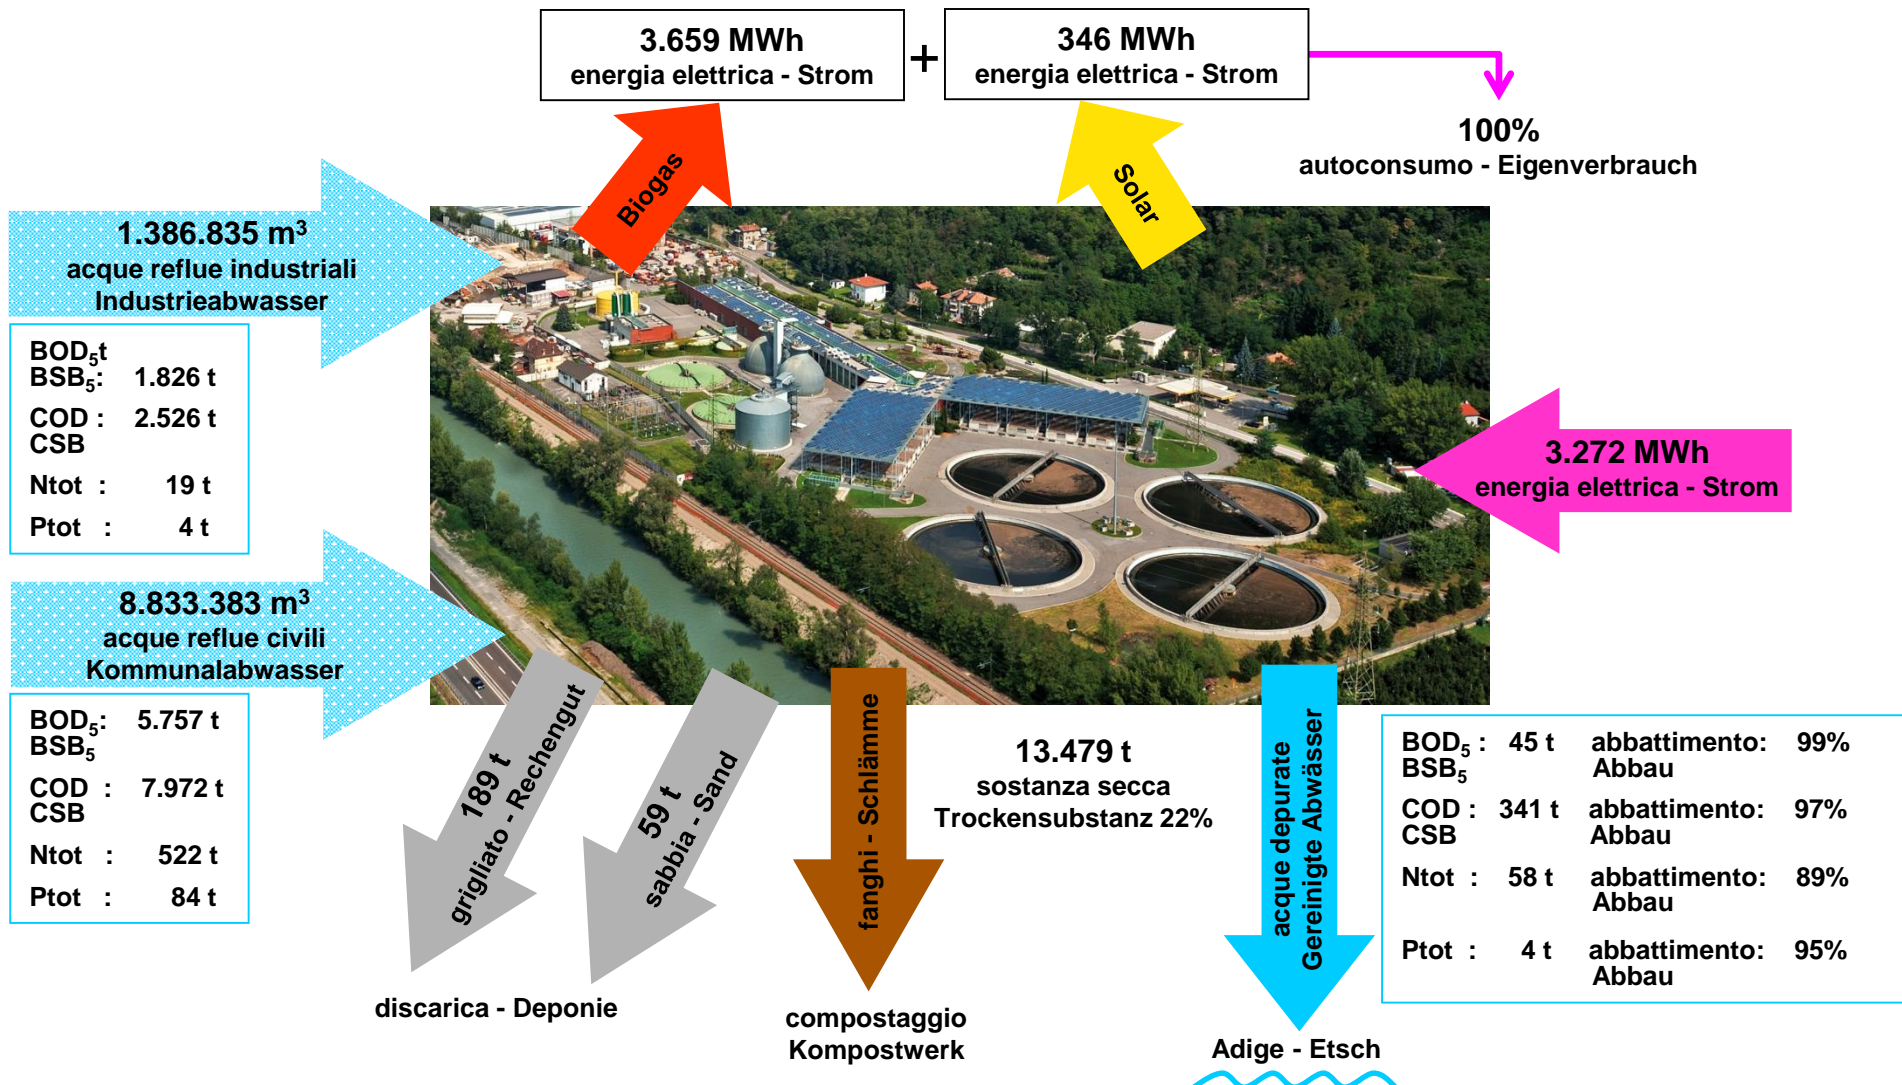 3.659 MWh
energia elettrica - Strom
+
346 MWh
energia elettrica - Strom
100%
autoconsumo - Eigenverbrauch
Biogas
Solar
1.386.835 m³
acque reflue industriali
Industrieabwasser
BOD₅t
BSB₅: 1.826 t
COD : 2.526 t
CSB
Ntot : 19 t
Ptot : 4 t
3.272 MWh
energia elettrica - Strom
8.833.383 m³
acque reflue civili
Kommunalabwasser
BOD₅: 5.757 t
BSB₅
COD : 7.972 t
CSB
Ntot : 522 t
Ptot : 84 t
189 t
grigliato - Rechengut
59 t
sabbia - Sand
discarica - Deponie
fanghi - Schlämme
13.479 t
sostanza secca
Trockensubstanz 22%
compostaggio
Kompostwerk
acque depurate
Gereinigte Abwässer
Adige - Etsch
BOD₅ : 45 t abbattimento: 99%
BSB₅ Abbau
COD : 341 t abbattimento: 97%
CSB Abbau
Ntot : 58 t abbattimento: 89%
Abbau
Ptot : 4 t abbattimento: 95%
Abbau